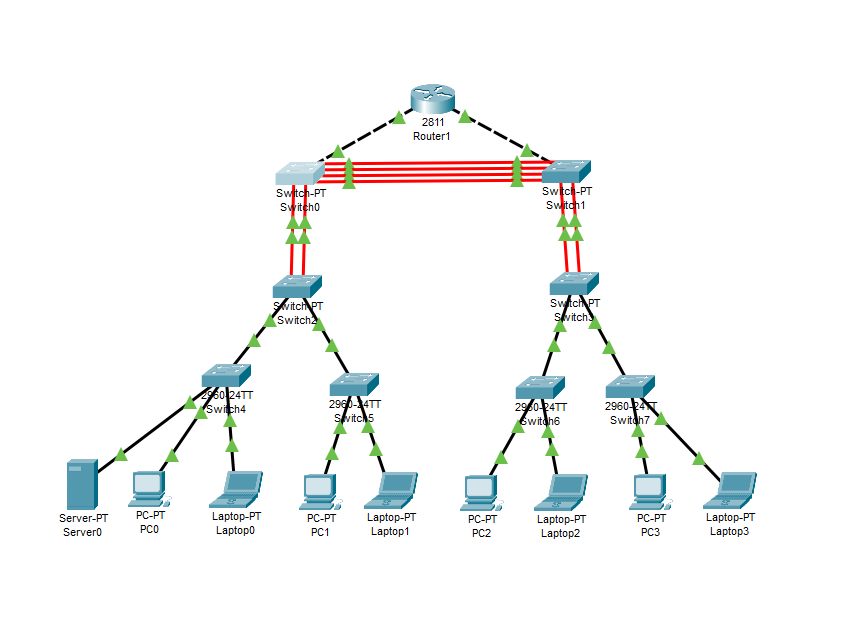 2811
Router1
Switch-PT
Switch0
Switch-PT
Switch1
Switch-PT
Switch2
Switch-PT
Switch3
2960-24TT
Switch4
2960-24TT
Switch5
2960-24TT
Switch6
2960-24TT
Switch7
Server-PT
Server0
PC-PT
PC0
Laptop-PT
Laptop0
PC-PT
PC1
Laptop-PT
Laptop1
PC-PT
PC2
Laptop-PT
Laptop2
PC-PT
PC3
Laptop-PT
Laptop3